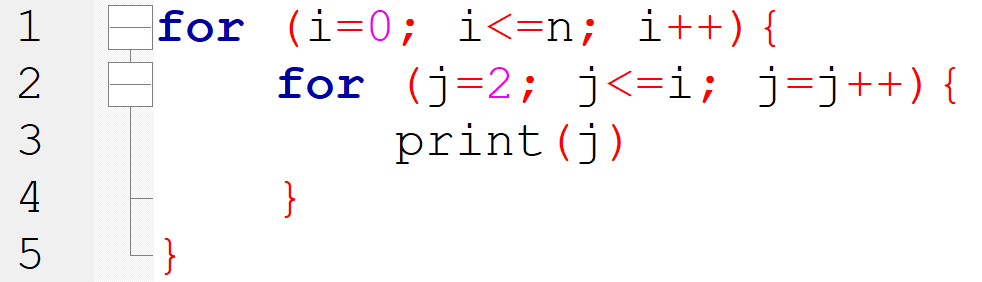 1 for (i=0; i<=n; i++){
2 for (j=2; j<=i; j=j++){
3 print(j)
4 }
5 }